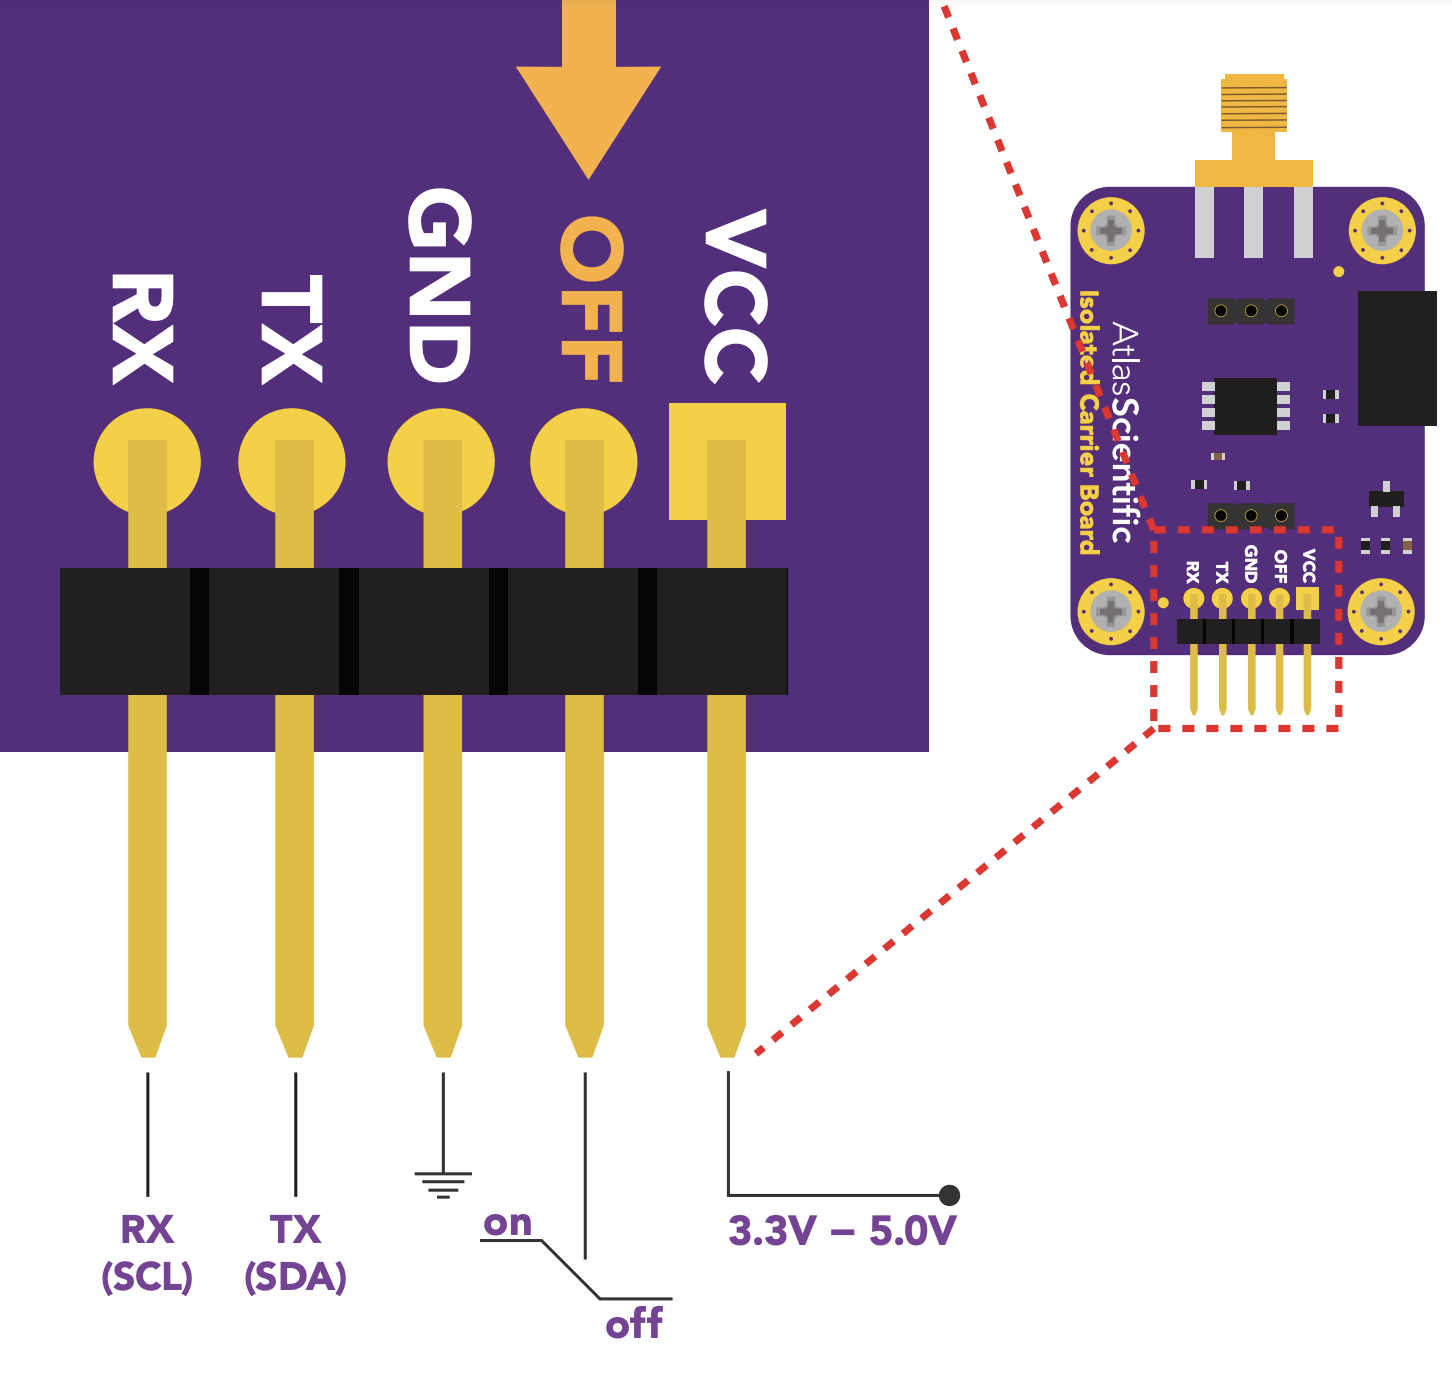 RX
TX
GND
OFF
VCC
Isolated Carrier Board
AtlasScientific
RX
TX
GND
OFF
VCC
RX
(SCL)
TX
(SDA)
on
off
3.3V – 5.0V